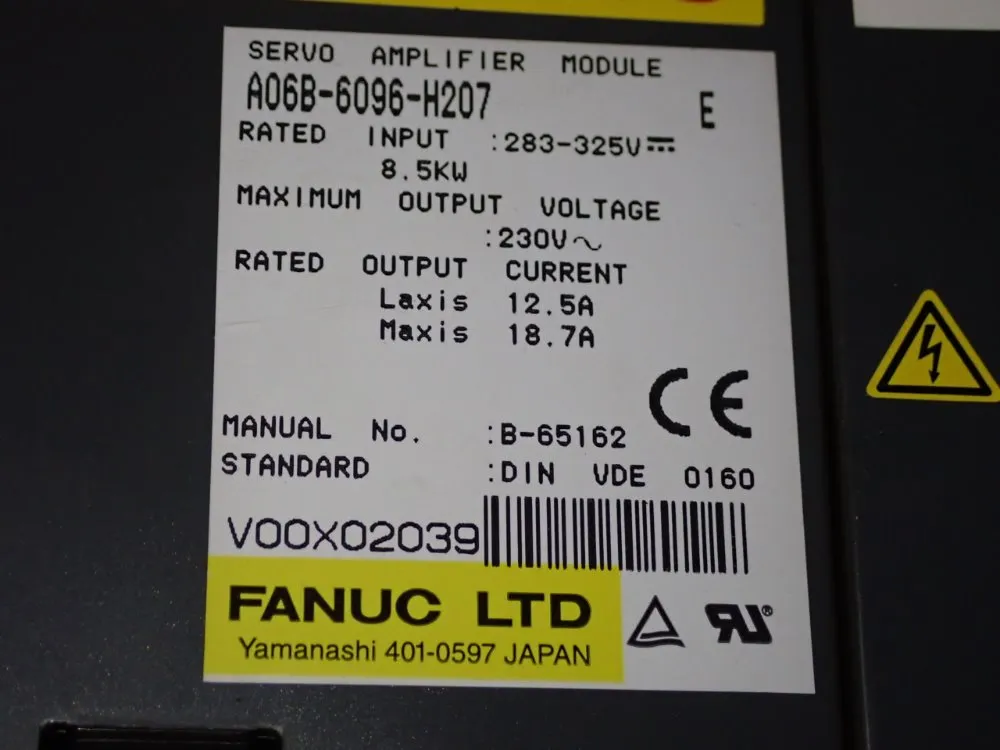 SERVO AMPLIFIER MODULE
A06B-6096-H207 E
RATED INPUT :283-325V⎓
8.5KW
MAXIMUM OUTPUT VOLTAGE
:230V~
RATED OUTPUT CURRENT
Laxis 12.5A
Maxis 18.7A
CE
MANUAL No. :B-65162
STANDARD :DIN VDE 0160
V00X02039
FANUC LTD
Yamanashi 401-0597 JAPAN
RU®